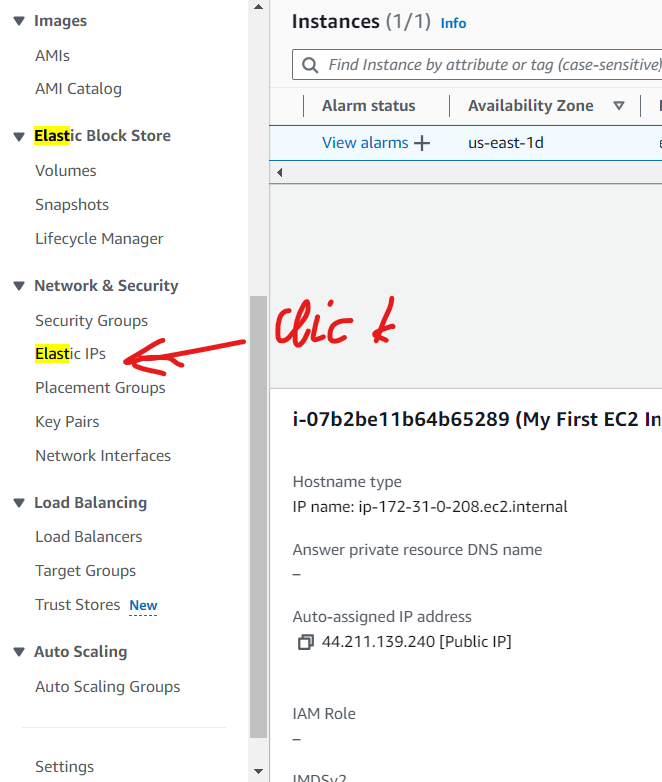 Images
AMIs
AMI Catalog
Elastic Block Store
Volumes
Snapshots
Lifecycle Manager
Network & Security
Security Groups
Elastic IPs
Placement Groups
Key Pairs
Network Interfaces
Load Balancing
Load Balancers
Target Groups
Trust Stores New
Auto Scaling
Auto Scaling Groups
Settings
Instances (1/1) Info
Find Instance by attribute or tag (case-sensitive)
Alarm status Availability Zone
View alarms + us-east-1d
Clic k
i-07b2be11b64b65289 (My First EC2 In
Hostname type
IP name: ip-172-31-0-208.ec2.internal
Answer private resource DNS name
–
Auto-assigned IP address
44.211.139.240 [Public IP]
IAM Role
–
IMDSv2